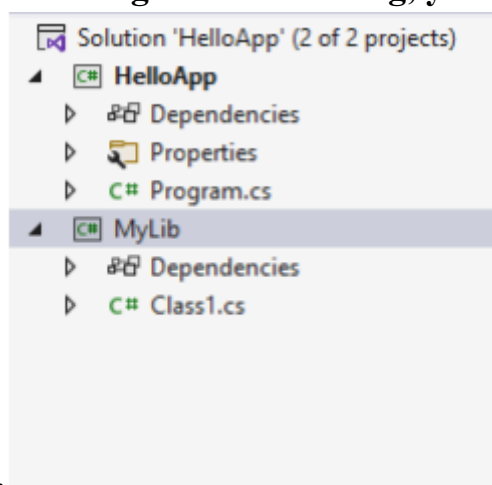 Solution 'HelloApp' (2 of 2 projects)
C# HelloApp
Dependencies
Properties
C# Program.cs
C# MyLib
Dependencies
C# Class1.cs